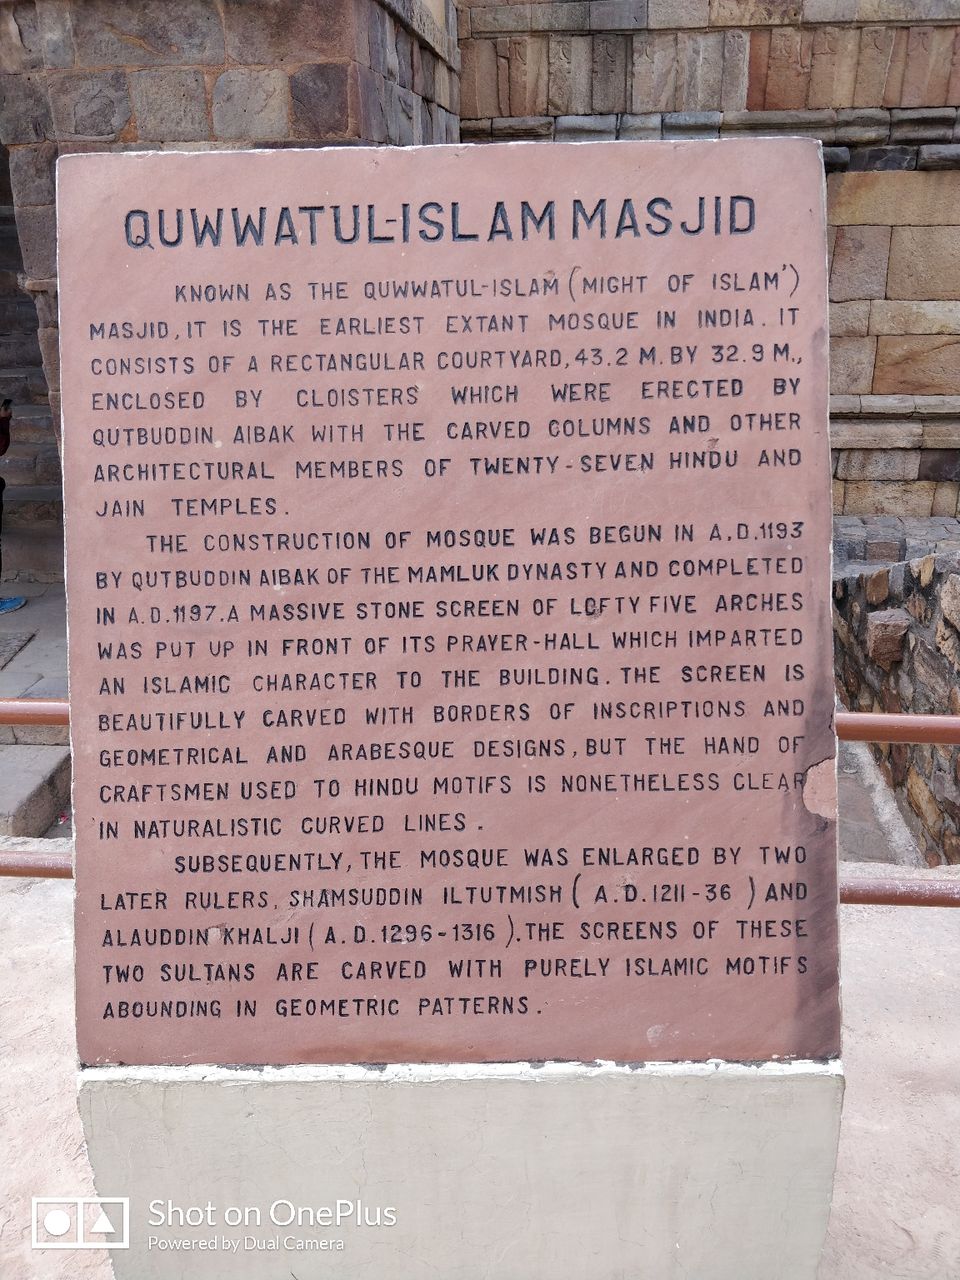 QUWWATUL-ISLAM MASJID
KNOWN AS THE QUWWATUL-ISLAM (MIGHT OF ISLAM')
MASJID, IT IS THE EARLIEST EXTANT MOSQUE IN INDIA. IT
CONSISTS OF A RECTANGULAR COURTYARD, 43.2 M. BY 32.9 M.,
ENCLOSED BY CLOISTERS WHICH WERE ERECTED BY
QUTBUDDIN AIBAK WITH THE CARVED COLUMNS AND OTHER
ARCHITECTURAL MEMBERS OF TWENTY-SEVEN HINDU AND
JAIN TEMPLES.
THE CONSTRUCTION OF MOSQUE WAS BEGUN IN A.D.1193
BY QUTBUDDIN AIBAK OF THE MAMLUK DYNASTY AND COMPLETED
IN A.D.1197. A MASSIVE STONE SCREEN OF LOFTY FIVE ARCHES
WAS PUT UP IN FRONT OF ITS PRAYER-HALL WHICH IMPARTED
AN ISLAMIC CHARACTER TO THE BUILDING. THE SCREEN IS
BEAUTIFULLY CARVED WITH BORDERS OF INSCRIPTIONS AND
GEOMETRICAL AND ARABESQUE DESIGNS, BUT THE HAND OF
CRAFTSMEN USED TO HINDU MOTIFS IS NONETHELESS CLEAR
IN NATURALISTIC CURVED LINES.
SUBSEQUENTLY, THE MOSQUE WAS ENLARGED BY TWO
LATER RULERS, SHAMSUDDIN ILTUTMISH ( A.D.1211-36 ) AND
ALAUDDIN KHALJI ( A.D.1296-1316 ). THE SCREENS OF THESE
TWO SULTANS ARE CARVED WITH PURELY ISLAMIC MOTIFS
ABOUNDING IN GEOMETRIC PATTERNS.
Shot on OnePlus
Powered by Dual Camera